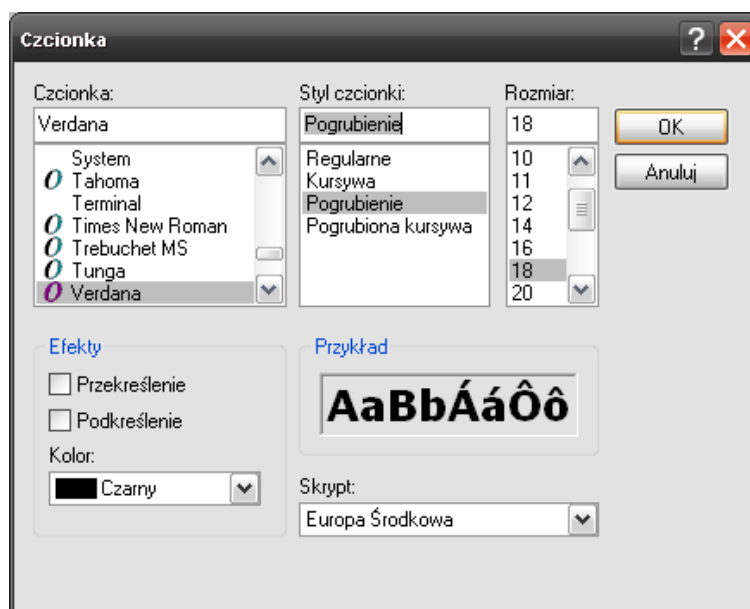 Czcionka
?
Czcionka:
Verdana
System
O Tahoma
Terminal
O Times New Roman
O Trebuchet MS
O Tunga
O Verdana
Styl czcionki:
Pogrubienie
Regularne
Kursywa
Pogrubienie
Pogrubiona kursywa
Rozmiar:
18
10
11
12
14
16
18
20
OK
Anuluj
Efekty
Przekreślenie
Podkreślenie
Kolor:
Czarny
Przykład
AaBbÁáÔô
Skrypt:
Europa Środkowa